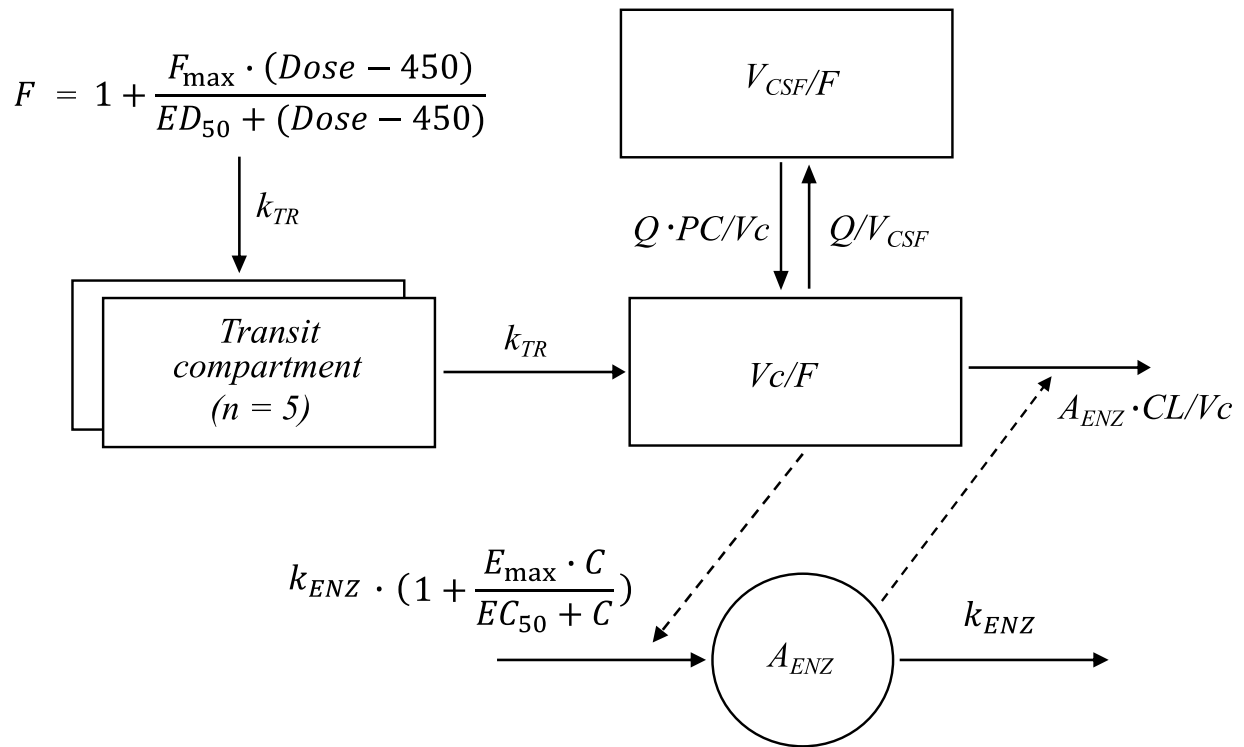 F = 1 + F_max · (Dose − 450) / ED_50 + (Dose − 450)
V_CSF/F
k_TR
Q·PC/Vc
Q/V_CSF
Transit
compartment
(n = 5)
k_TR
Vc/F
A_ENZ·CL/Vc
k_ENZ · (1 + E_max · C / EC_50 + C)
A_ENZ
k_ENZ